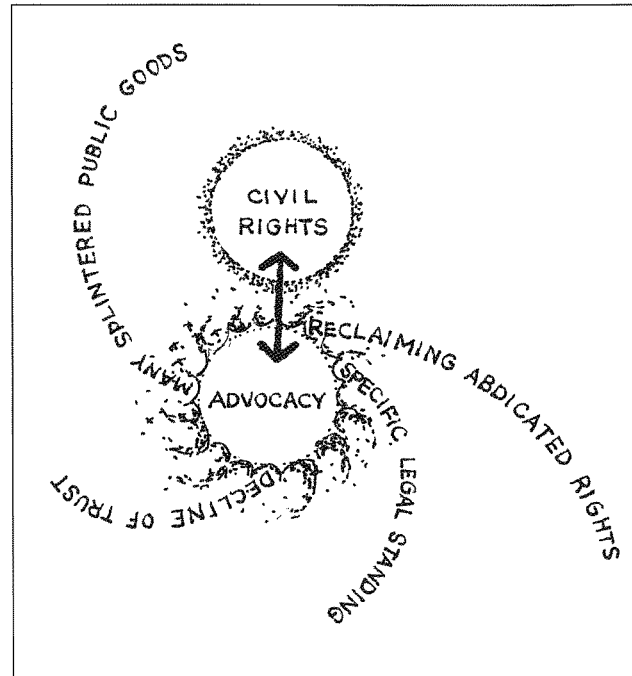 MANY SPLINTERED PUBLIC GOODS
CIVIL
RIGHTS
RECLAIMING ABDICATED RIGHTS
SPECIFIC LEGAL STANDING
ADVOCACY
DECLINE OF TRUST